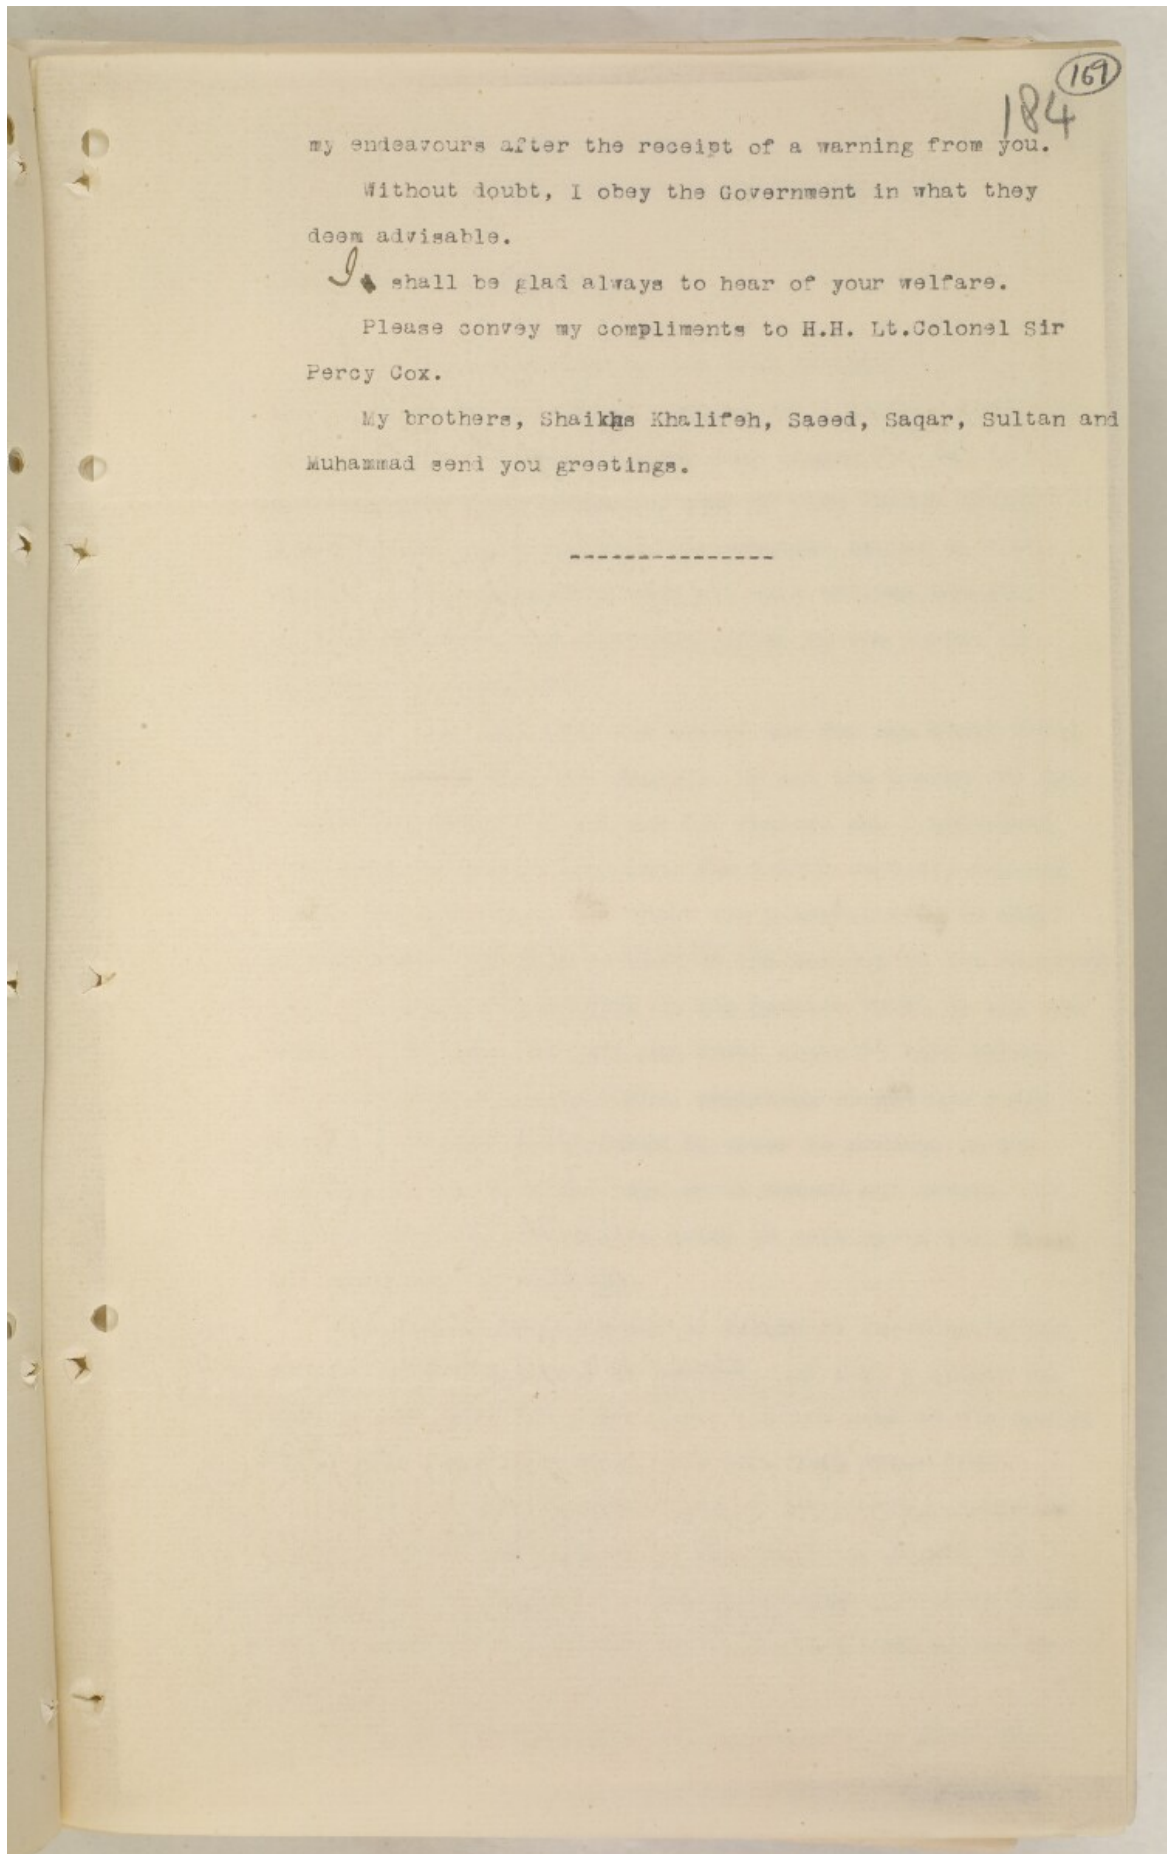 169
184
my endeavours after the receipt of a warning from you.
Without doubt, I obey the Government in what they
deem advisable.
I shall be glad always to hear of your welfare.
Please convey my compliments to H.H. Lt.Colonel Sir
Percy Cox.
My brothers, Shaikhs Khalifeh, Saeed, Saqar, Sultan and
Muhammad send you greetings.
---------------